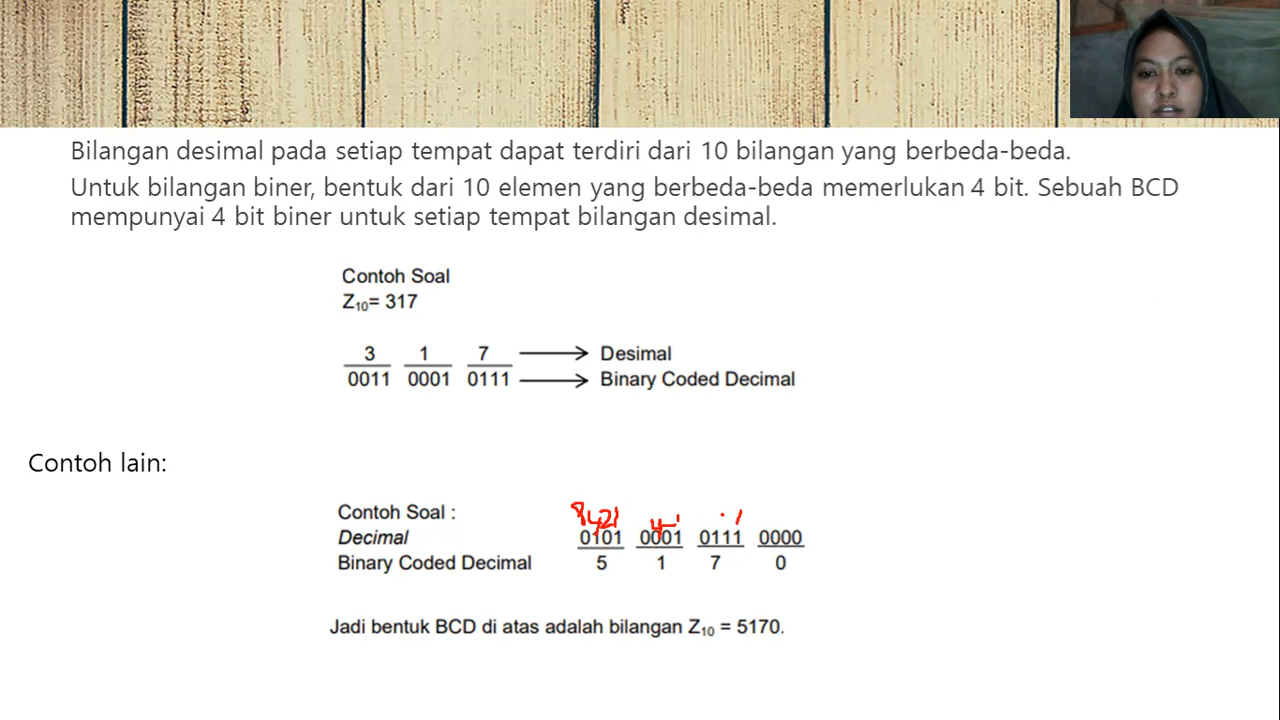 Bilangan desimal pada setiap tempat dapat terdiri dari 10 bilangan yang berbeda-beda.
Untuk bilangan biner, bentuk dari 10 elemen yang berbeda-beda memerlukan 4 bit. Sebuah BCD
mempunyai 4 bit biner untuk setiap tempat bilangan desimal.
Contoh Soal
Z₁₀= 317
3 1 7 → Desimal
0011 0001 0111 → Binary Coded Decimal
Contoh lain:
8421 4 1 1
Contoh Soal :
Decimal 0101 0001 0111 0000
Binary Coded Decimal 5 1 7 0
Jadi bentuk BCD di atas adalah bilangan Z₁₀ = 5170.